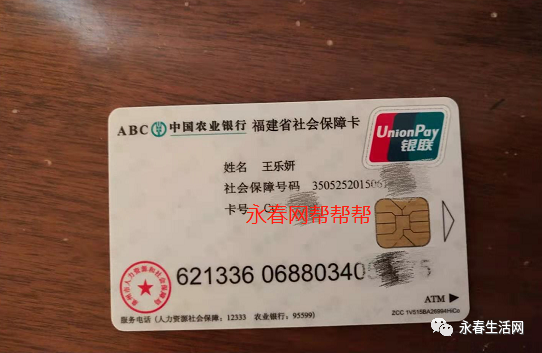 ABC 中国农业银行 福建省社会保障卡
UnionPay
银联
姓名 王乐妍
社会保障号码 350525201506
卡号
永春网帮帮帮
621336 06880340
ATM
服务电话 (人力资源社会保障: 12333 农业银行: 95599)
永春生活网